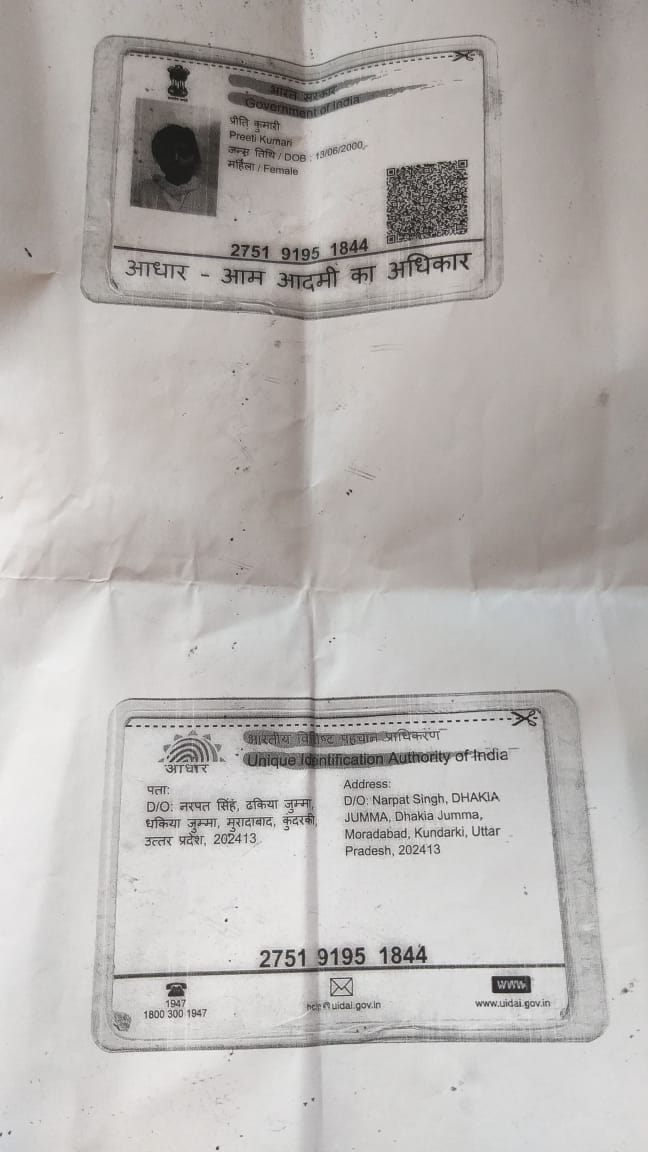 भारत सरकार
Government of India
प्रीति कुमारी
Preeti Kumari
जन्म तिथि / DOB : 13/06/2000
महिला / Female
2751 9195 1844
आधार - आम आदमी का अधिकार
भारतीय विशिष्ट पहचान प्राधिकरण
Unique Identification Authority of India
आधार
पता:
D/O: नरपत सिंह, ढकिया जुम्मा,
धकिया जुम्मा, मुरादाबाद, कुंदरकी,
उत्तर प्रदेश, 202413
Address:
D/O: Narpat Singh, DHAKIA
JUMMA, Dhakia Jumma,
Moradabad, Kundarki, Uttar
Pradesh, 202413
2751 9195 1844
1947
1800 300 1947
help@uidai.gov.in
WWW
www.uidai.gov.in